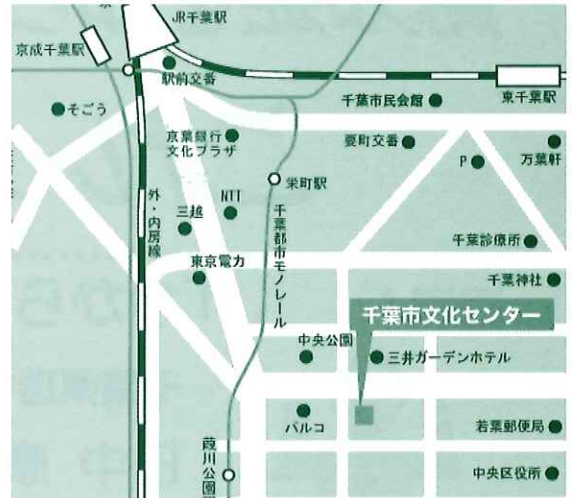 JR千葉駅
京成千葉駅
駅前交番
そごう
千葉市民会館
東千葉駅
京葉銀行
文化プラザ
要町交番
P
万葉軒
栄町駅
NTT
三越
外・内房線
千葉都市モノレール
東京電力
千葉診療所
千葉神社
千葉市文化センター
中央公園
三井ガーデンホテル
パルコ
若葉郵便局
葭川公園
中央区役所